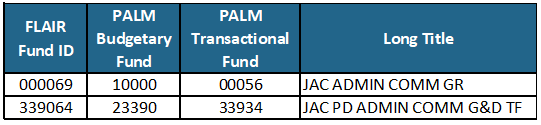 FLAIR Fund ID | PALM Budgetary Fund | PALM Transactional Fund | Long Title
000069 | 10000 | 00056 | JAC ADMIN COMM GR
339064 | 23390 | 33934 | JAC PD ADMIN COMM G&D TF